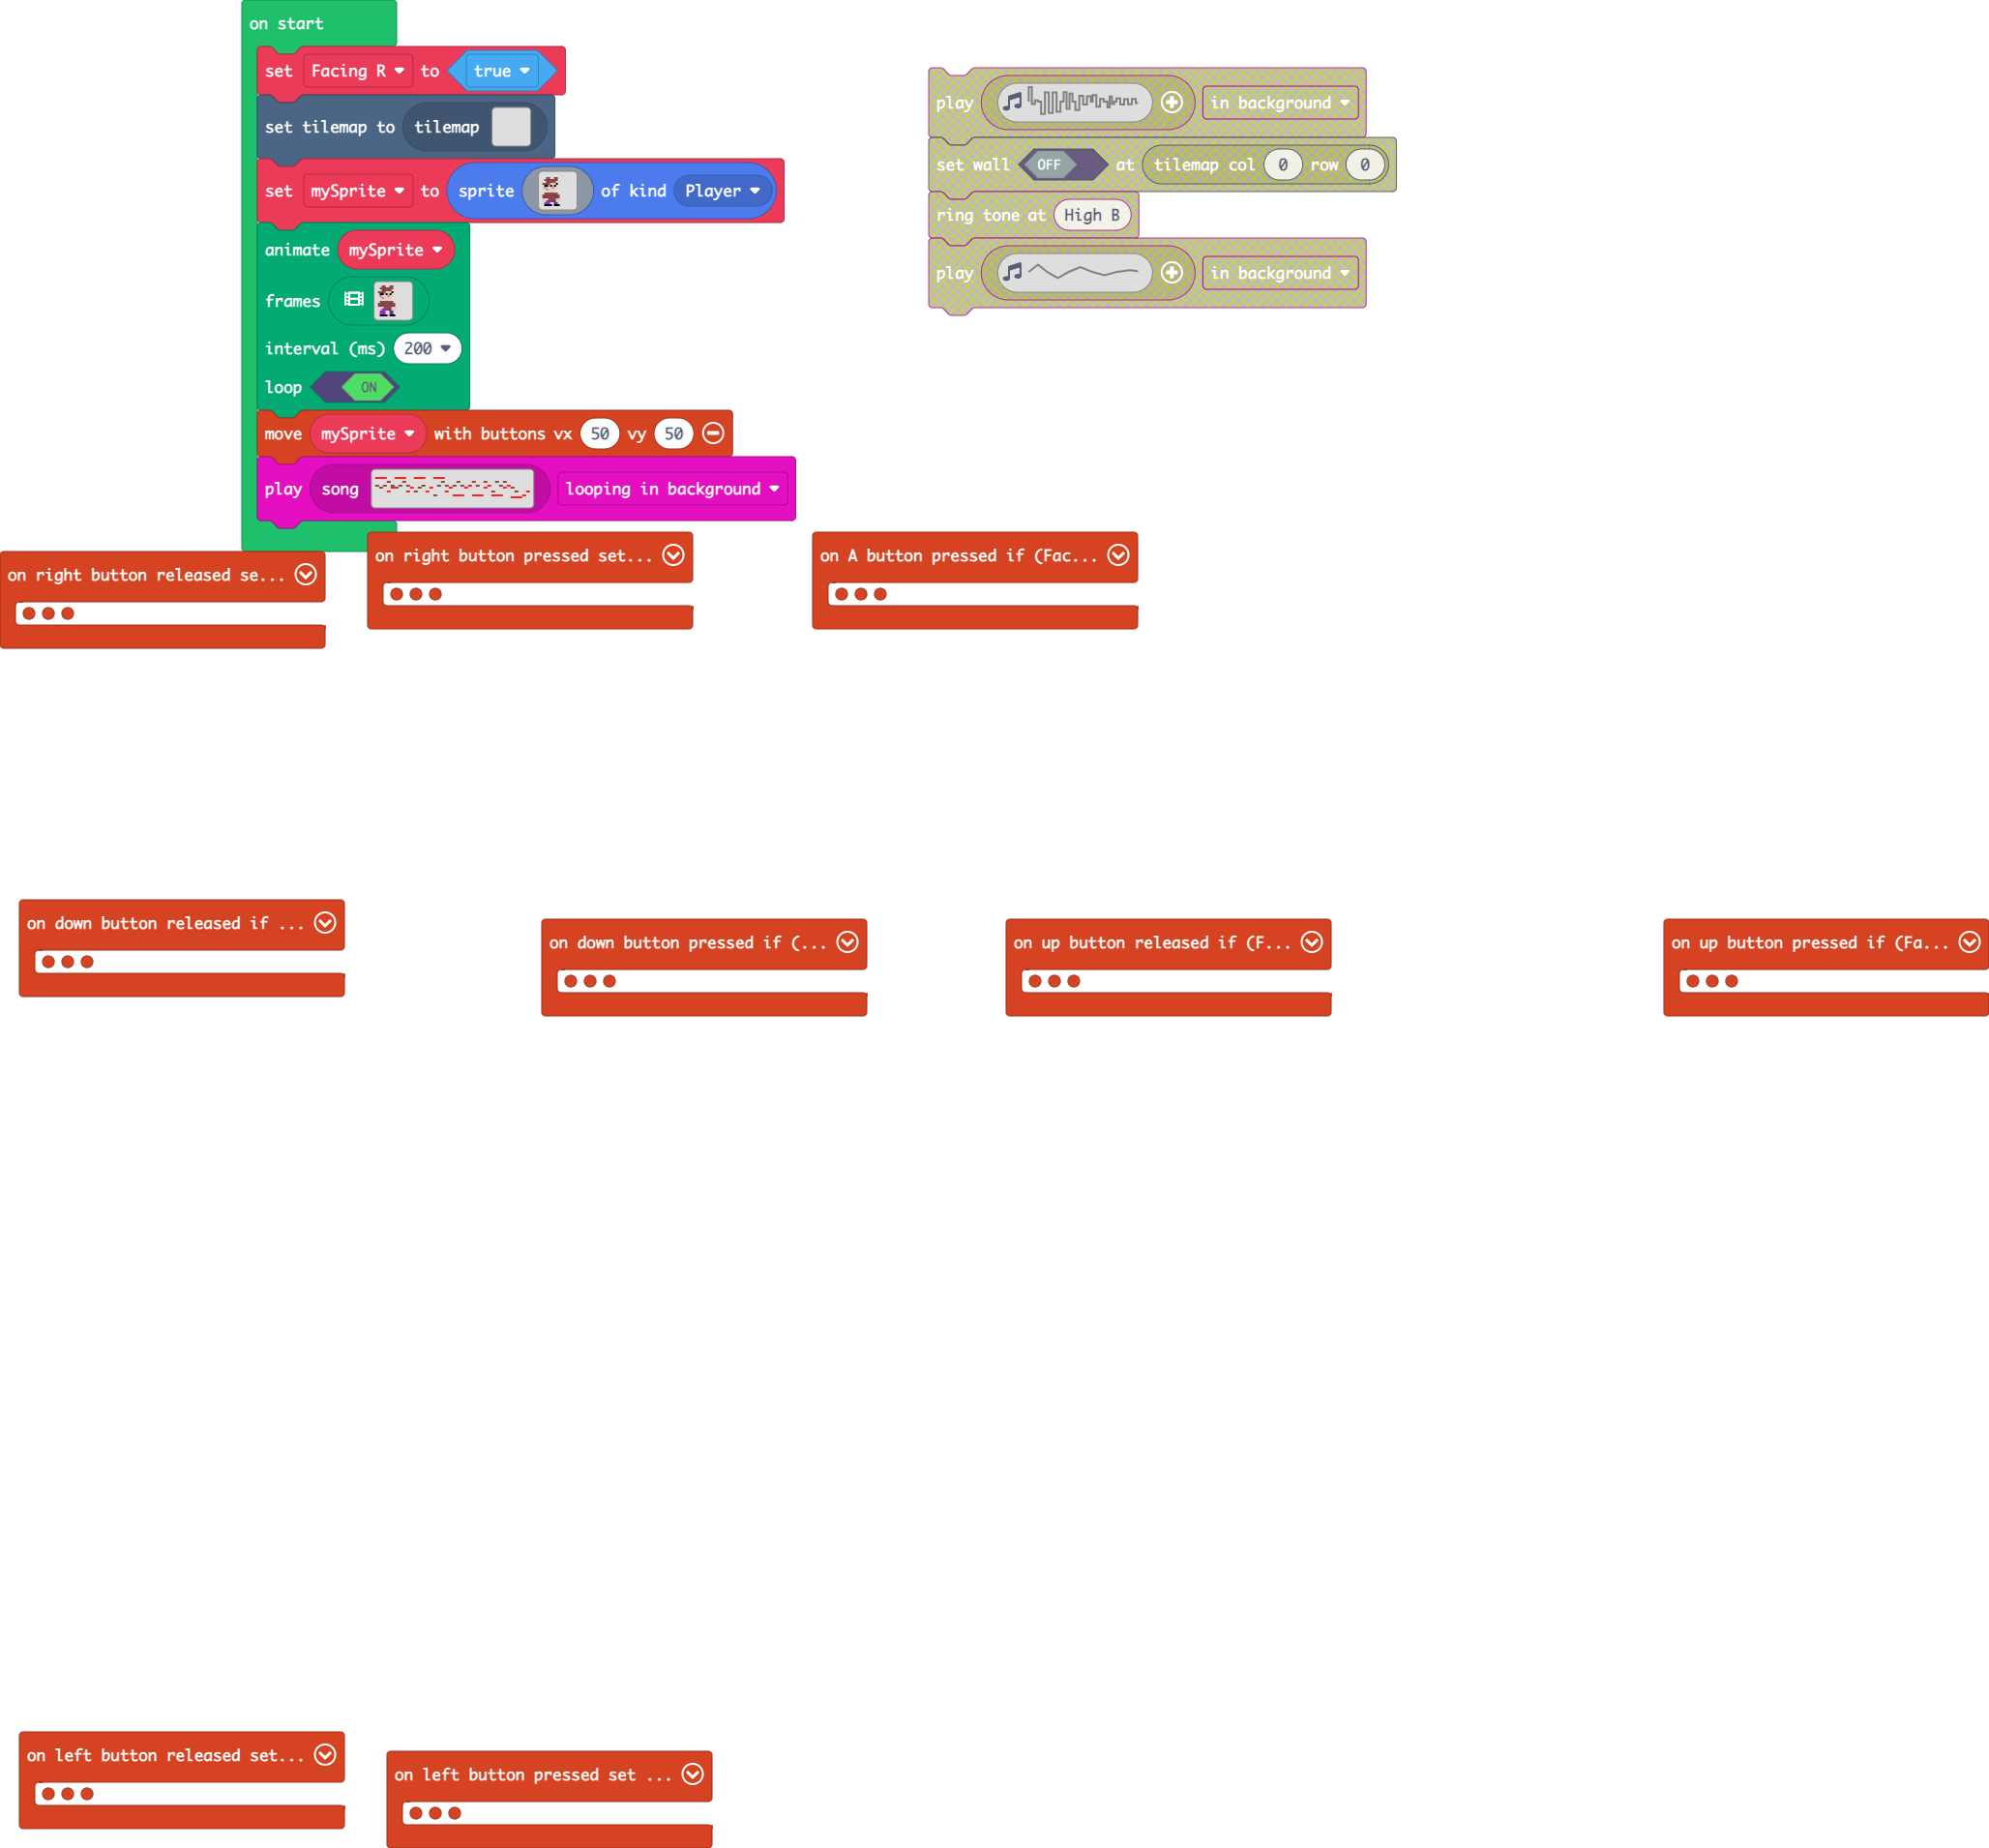 on start
set Facing R to true
set tilemap to tilemap
set mySprite to sprite of kind Player
animate mySprite
frames
interval (ms) 200
loop ON
move mySprite with buttons vx 50 vy 50
play song looping in background
play in background
set wall OFF at tilemap col 0 row 0
ring tone at High B
play in background
on right button released se...
on right button pressed set...
on A button pressed if (Fac...
on down button released if ...
on down button pressed if (...
on up button released if (F...
on up button pressed if (Fa...
on left button released set...
on left button pressed set ...